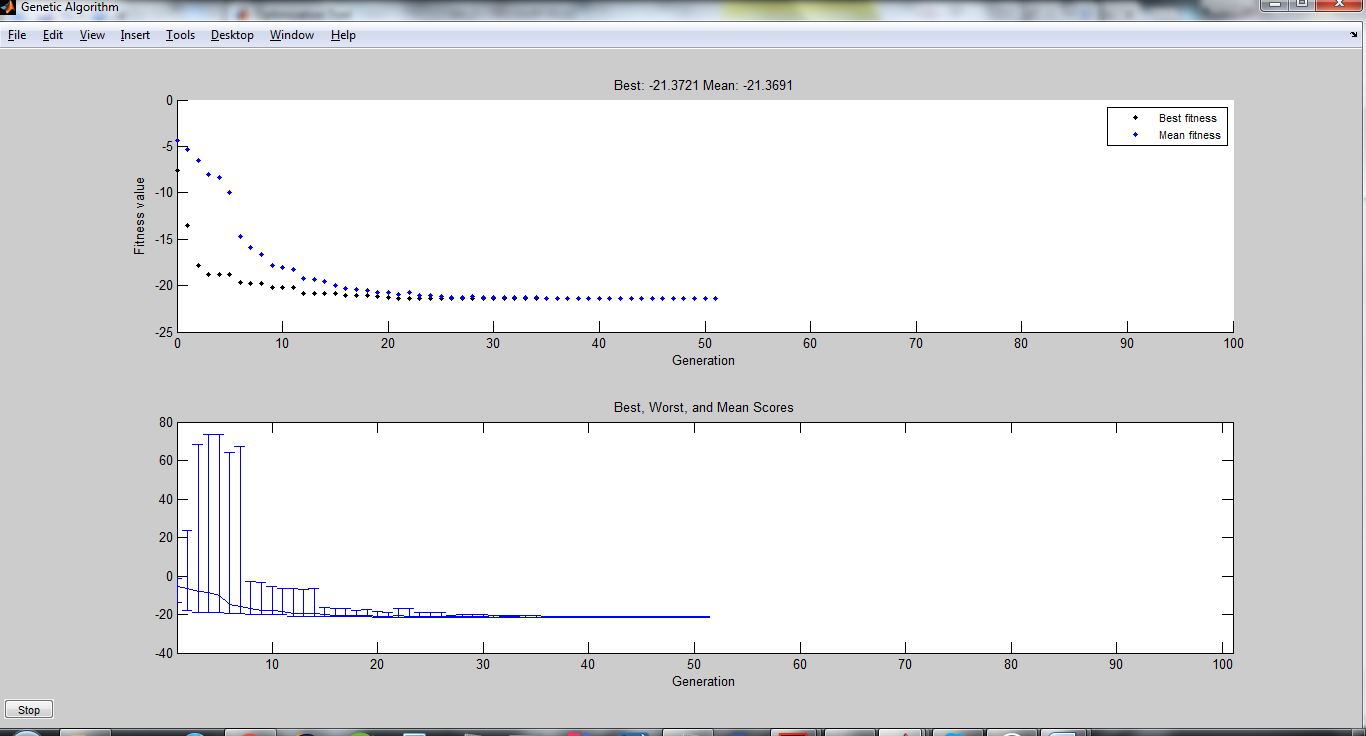 Genetic Algorithm
File Edit View Insert Tools Desktop Window Help
Best: -21.3721 Mean: -21.3691
0
-5
-10
-15
-20
-25
Fitness value
Best fitness
Mean fitness
0 10 20 30 40 50 60 70 80 90 100
Generation
Best, Worst, and Mean Scores
80
60
40
20
0
-20
-40
10 20 30 40 50 60 70 80 90 100
Generation
Stop